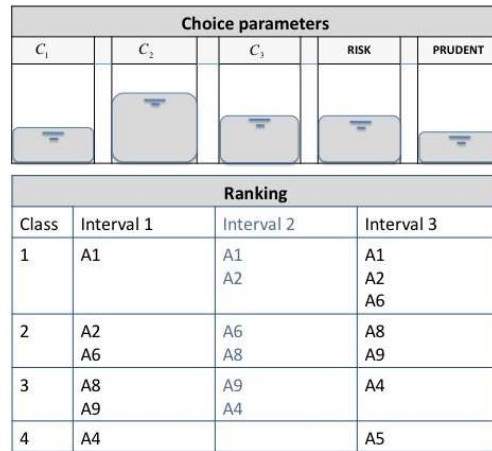 Choice parameters
C1 C2 C3 RISK PRUDENT
Ranking
Class Interval 1 Interval 2 Interval 3
1 A1 A1 A1
A2 A2
A6
2 A2 A6 A8
A6 A8 A9
3 A8 A9 A4
A9 A4
4 A4 A5